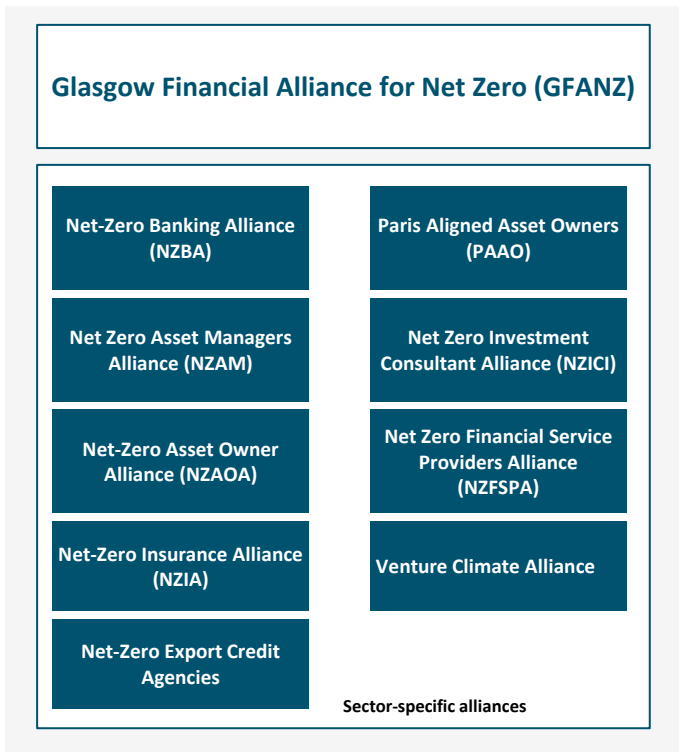 Glasgow Financial Alliance for Net Zero (GFANZ)
Net-Zero Banking Alliance
(NZBA)
Net Zero Asset Managers
Alliance (NZAM)
Net-Zero Asset Owner
Alliance (NZAOA)
Net-Zero Insurance Alliance
(NZIA)
Net-Zero Export Credit
Agencies
Paris Aligned Asset Owners
(PAAO)
Net Zero Investment
Consultant Alliance (NZICI)
Net Zero Financial Service
Providers Alliance
(NZFSPA)
Venture Climate Alliance
Sector-specific alliances